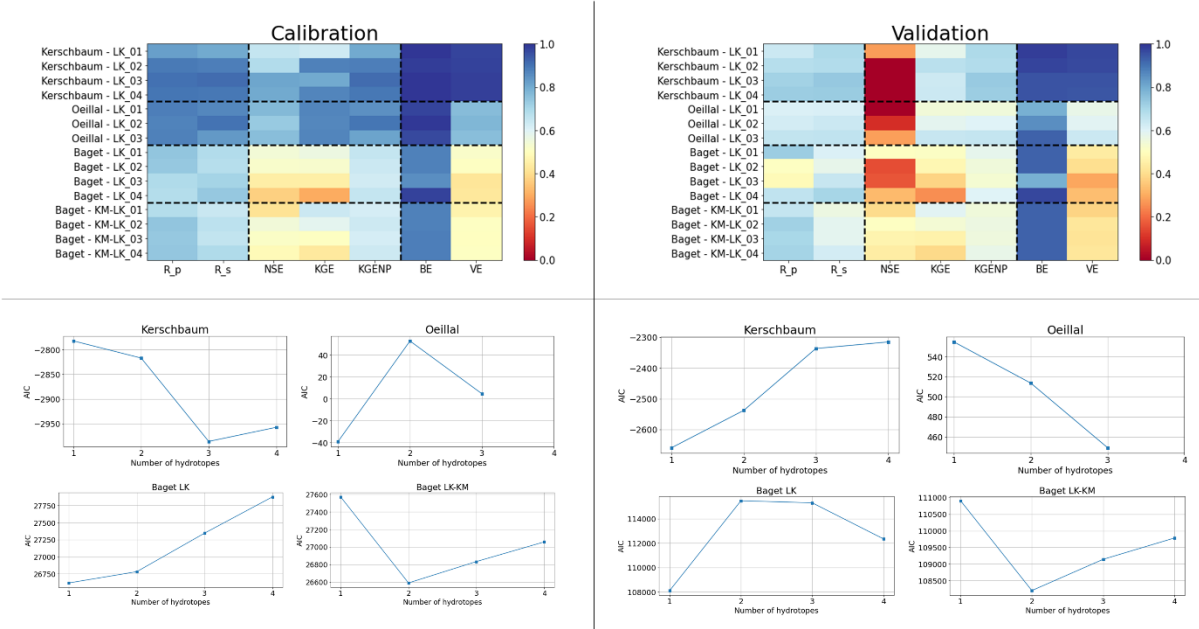 Calibration
Kerschbaum - LK_01
Kerschbaum - LK_02
Kerschbaum - LK_03
Kerschbaum - LK_04
Oeillal - LK_01
Oeillal - LK_02
Oeillal - LK_03
Baget - LK_01
Baget - LK_02
Baget - LK_03
Baget - LK_04
Baget - KM-LK_01
Baget - KM-LK_02
Baget - KM-LK_03
Baget - KM-LK_04
R_p R_s NSE KGE KGENP BE VE
1.0
0.8
0.6
0.4
0.2
0.0
Validation
Kerschbaum - LK_01
Kerschbaum - LK_02
Kerschbaum - LK_03
Kerschbaum - LK_04
Oeillal - LK_01
Oeillal - LK_02
Oeillal - LK_03
Baget - LK_01
Baget - LK_02
Baget - LK_03
Baget - LK_04
Baget - KM-LK_01
Baget - KM-LK_02
Baget - KM-LK_03
Baget - KM-LK_04
R_p R_s NSE KGE KGENP BE VE
1.0
0.8
0.6
0.4
0.2
0.0
Kerschbaum
AIC
−2800
−2850
−2900
−2950
1 2 3 4
Number of hydrotopes
Oeillal
AIC
40
20
0
−20
−40
1 2 3 4
Number of hydrotopes
Baget LK
AIC
27750
27500
27250
27000
26750
1 2 3 4
Number of hydrotopes
Baget LK-KM
AIC
27600
27400
27200
27000
26800
26600
1 2 3 4
Number of hydrotopes
Kerschbaum
AIC
−2300
−2400
−2500
−2600
1 2 3 4
Number of hydrotopes
Oeillal
AIC
540
520
500
480
460
1 2 3 4
Number of hydrotopes
Baget LK
AIC
114000
112000
110000
108000
1 2 3 4
Number of hydrotopes
Baget LK-KM
AIC
111000
110500
110000
109500
109000
108500
1 2 3 4
Number of hydrotopes